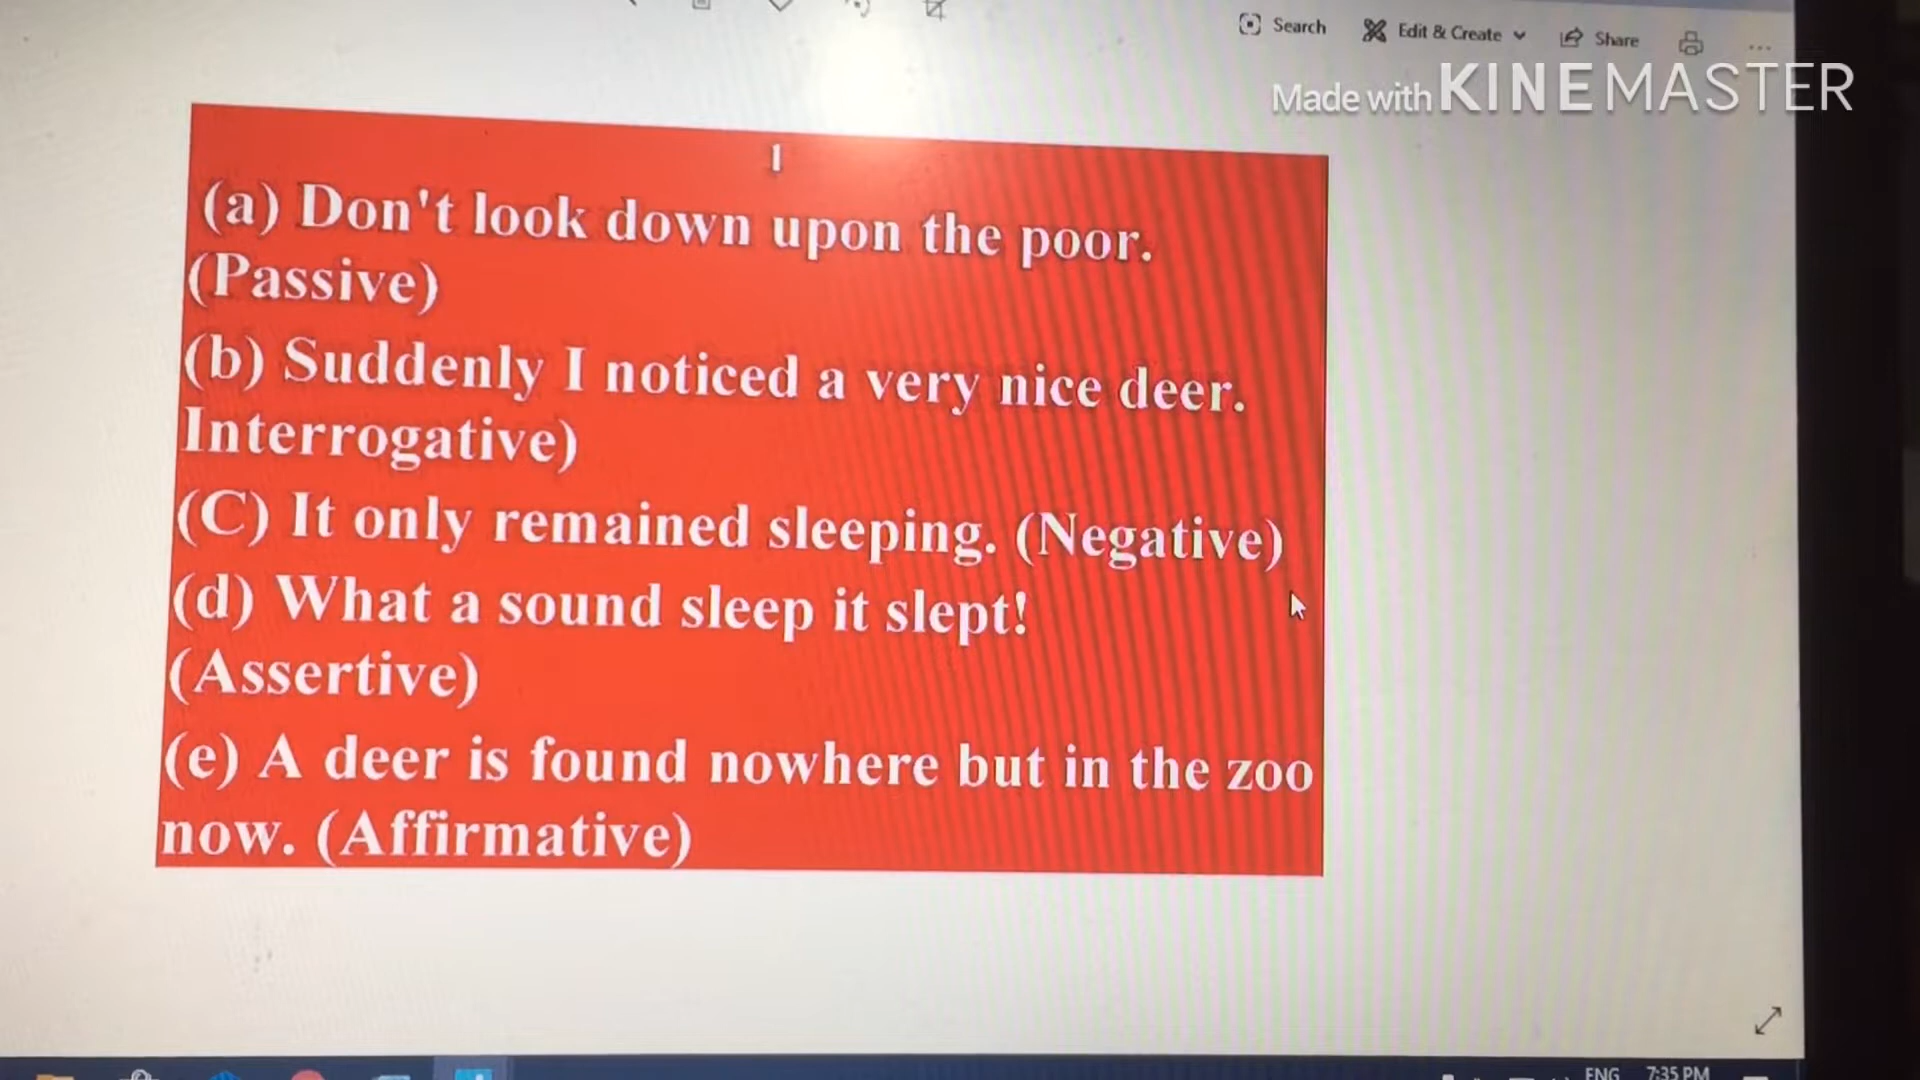 Search Edit & Create Share
Made with KINEMASTER
1
(a) Don't look down upon the poor.
(Passive)
(b) Suddenly I noticed a very nice deer.
Interrogative)
(C) It only remained sleeping. (Negative)
(d) What a sound sleep it slept!
(Assertive)
(e) A deer is found nowhere but in the zoo
now. (Affirmative)
ENG 7:35 PM